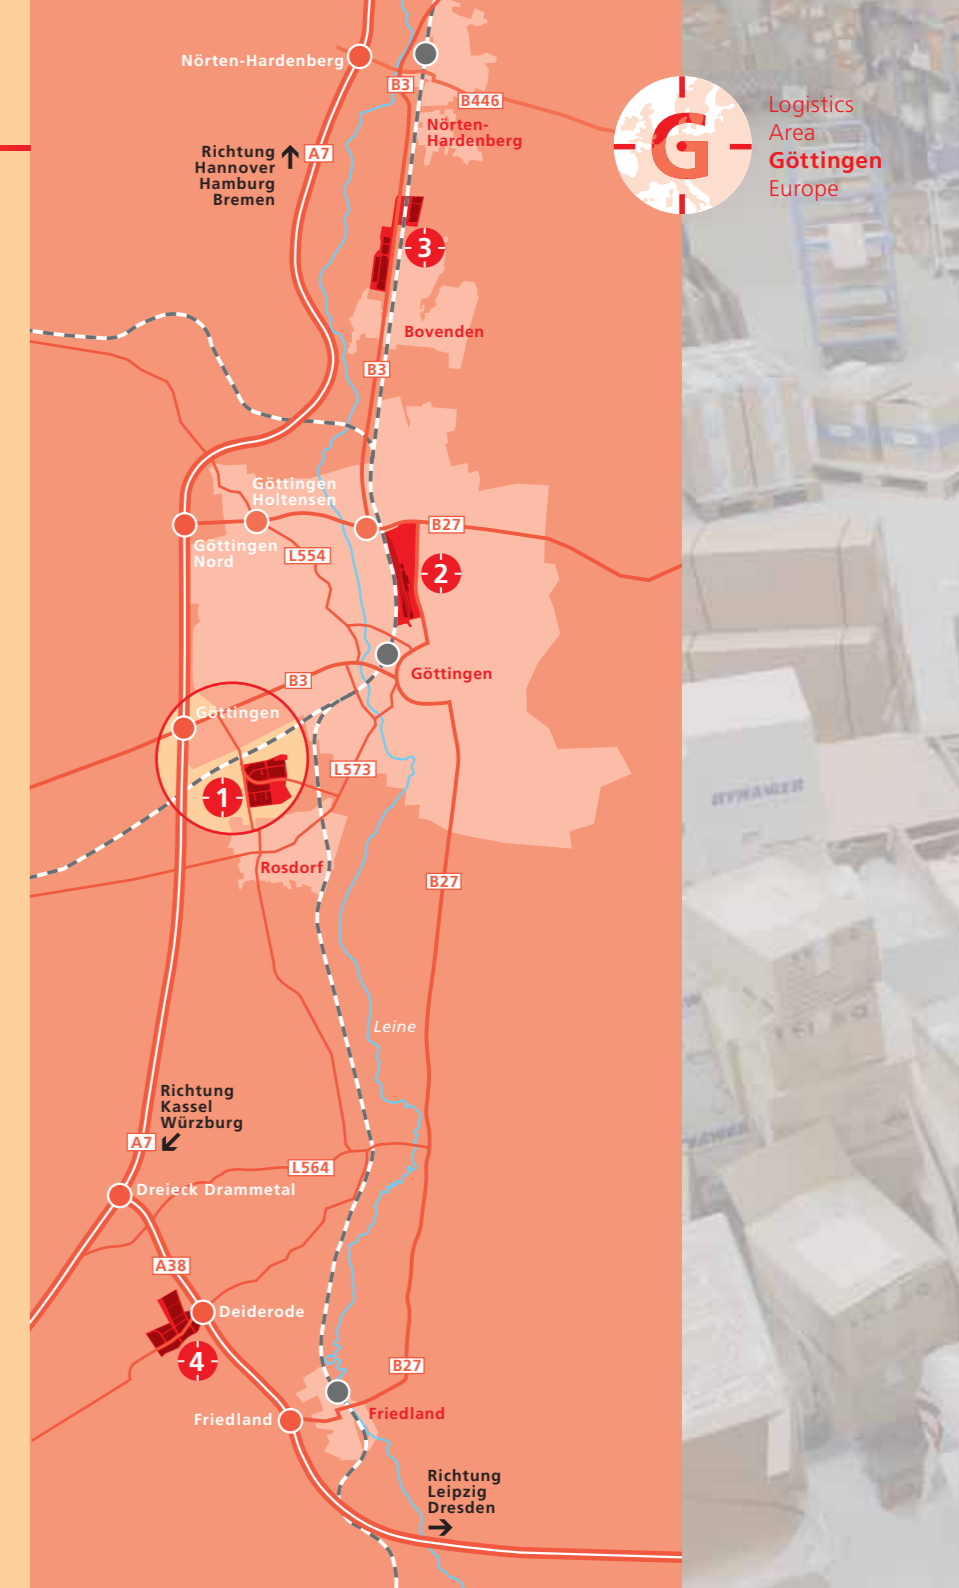 Nörten-Hardenberg
B3
B446
Nörten-
Hardenberg
Richtung
Hannover
Hamburg
Bremen
A7
G
Logistics
Area
Göttingen
Europe
3
Bovenden
B3
Göttingen
Holtensen
B27
Göttingen
Nord
L554
2
Göttingen
B3
Göttingen
L573
1
Rosdorf
B27
Leine
Richtung
Kassel
Würzburg
A7
L564
Dreieck Drammetal
A38
Deiderode
4
B27
Friedland
Friedland
Richtung
Leipzig
Dresden